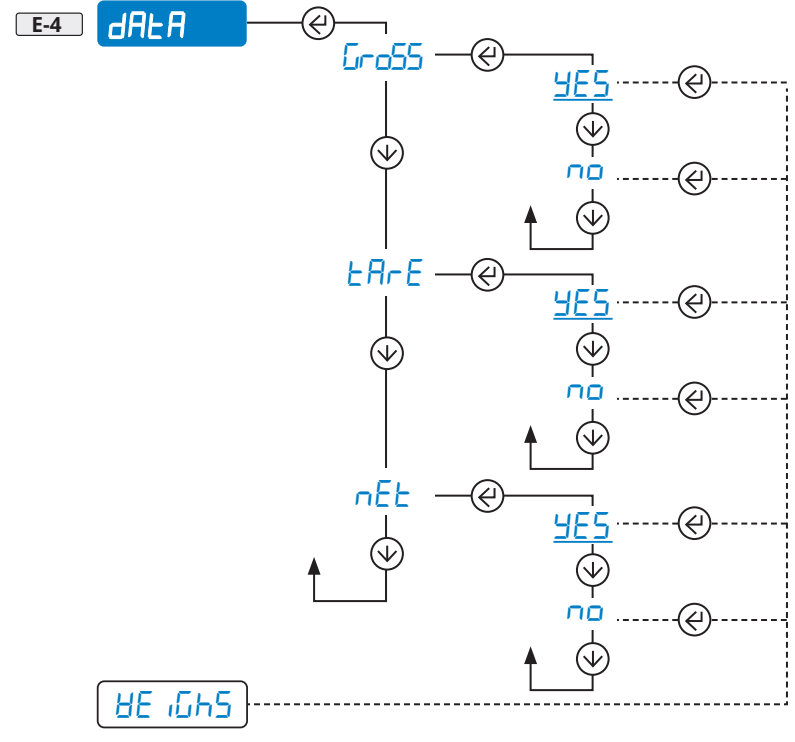 E-4 dAtA
GroSS
YES
no
tArE
YES
no
nEt
YES
no
WEiGhS